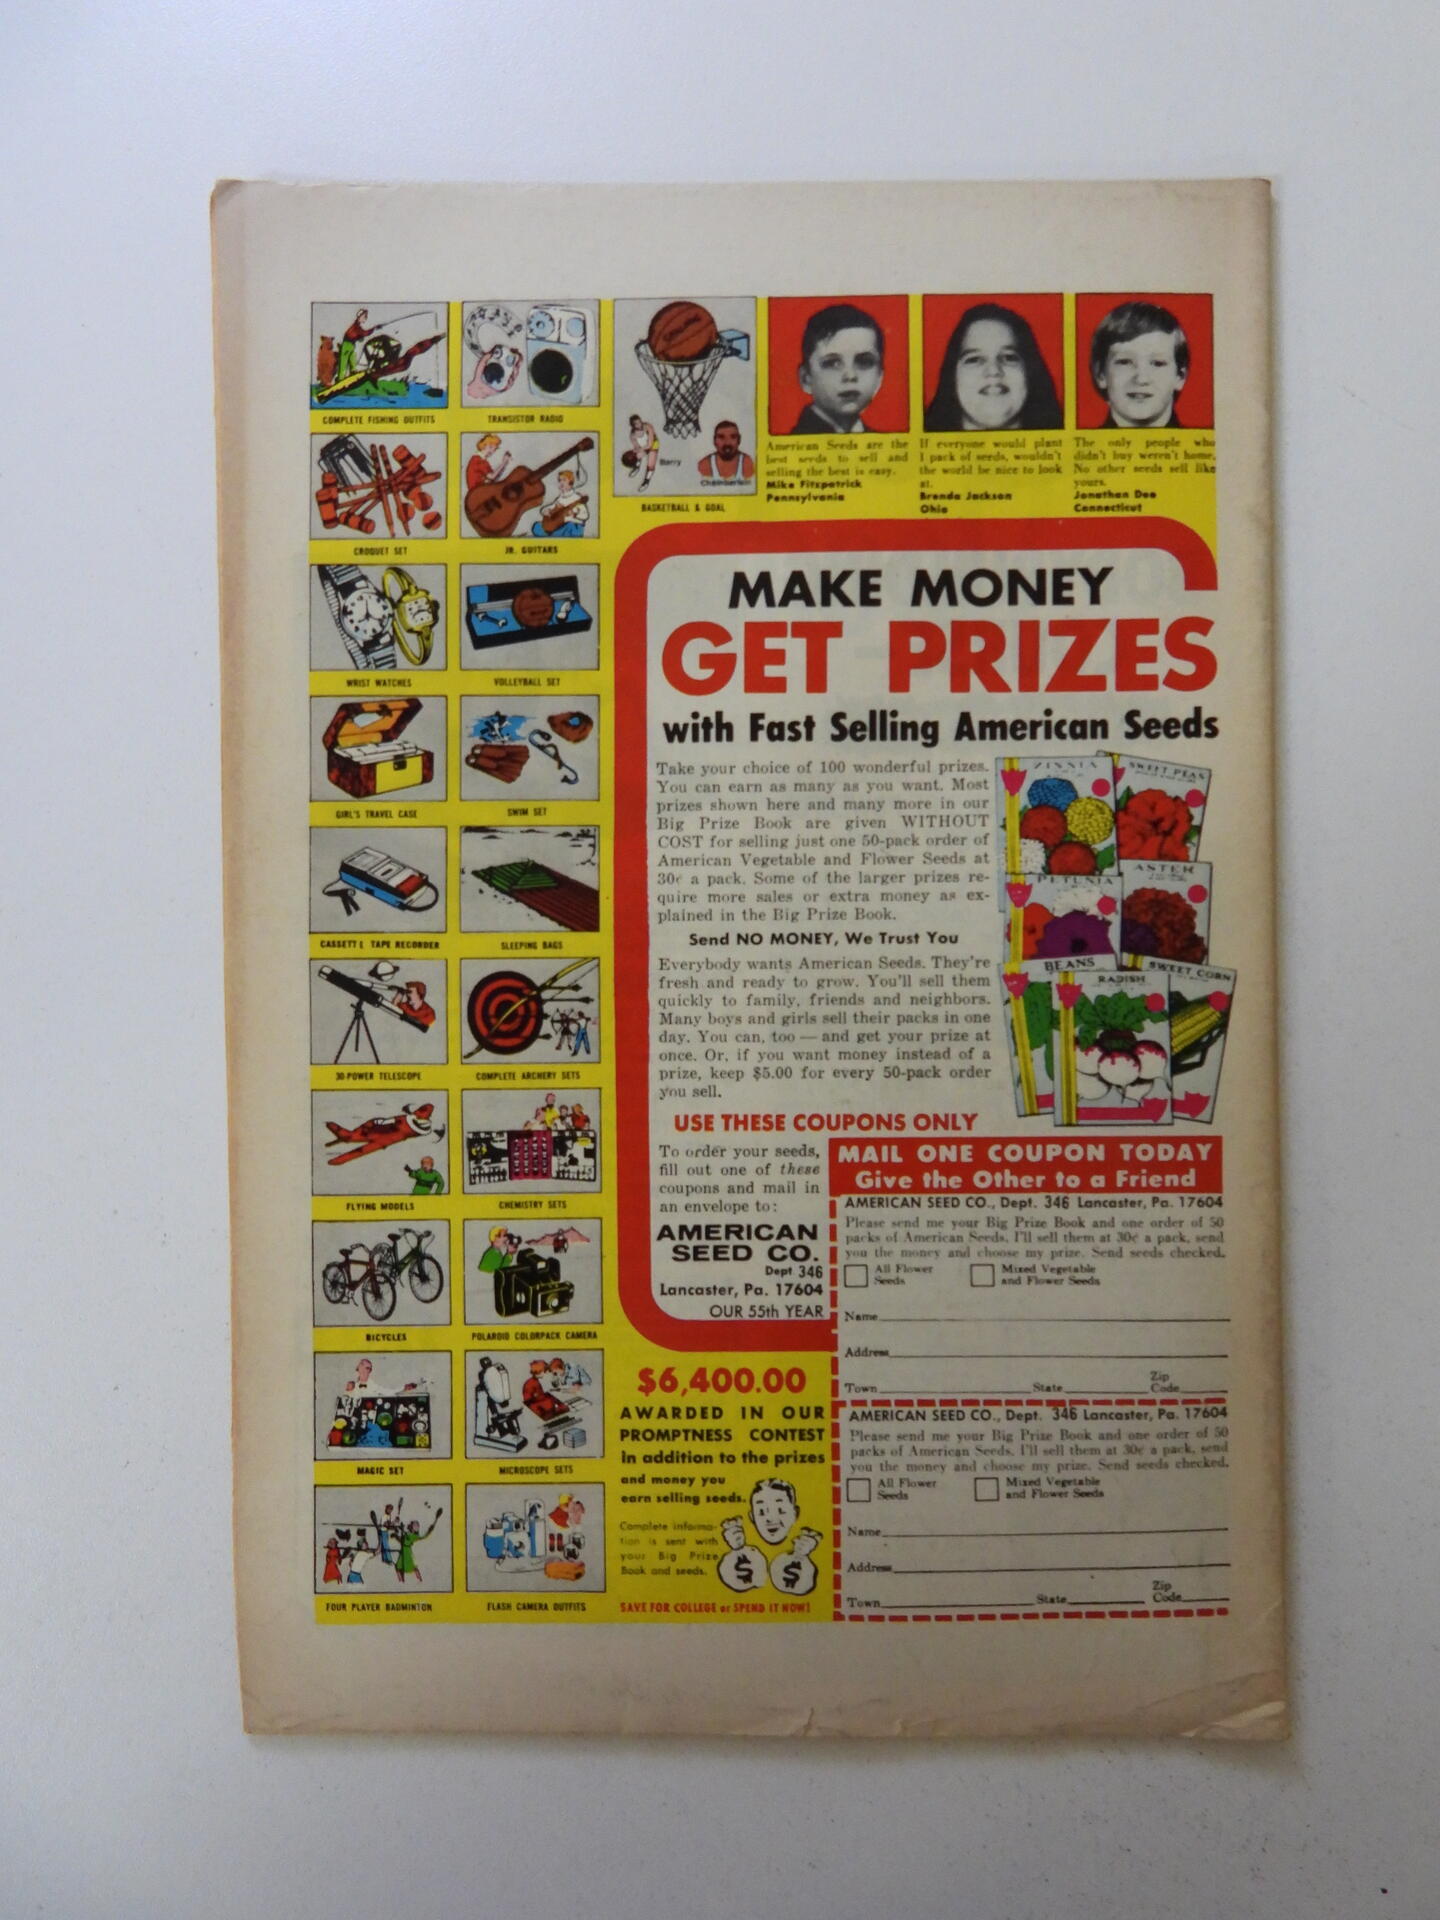 COMPLETE FISHING OUTFITS
TRANSISTOR RADIO
CROQUET SET
JR. GUITARS
WRIST WATCHES
VOLLEYBALL SET
GIRL'S TRAVEL CASE
SWIM SET
CASSETTE TAPE RECORDER
SLEEPING BAGS
30-POWER TELESCOPE
COMPLETE ARCHERY SETS
FLYING MODELS
CHEMISTRY SETS
BICYCLES
POLAROID COLORPACK CAMERA
MAGIC SET
MICROSCOPE SETS
FOUR PLAYER BADMINTON
FLASH CAMERA OUTFITS
Barry
Chamberlain
BASKETBALL & GOAL
American Seeds are the
best seeds to sell and
selling the best is easy.
Mike Fitzpatrick
Pennsylvania
If everyone would plant
1 pack of seeds, wouldn't
the world be nice to look
at.
Brenda Jackson
Ohio
The only people who
didn't buy weren't home.
No other seeds sell like
yours.
Jonathan Dee
Connecticut
MAKE MONEY
GET PRIZES
with Fast Selling American Seeds
Take your choice of 100 wonderful prizes.
You can earn as many as you want. Most
prizes shown here and many more in our
Big Prize Book are given WITHOUT
COST for selling just one 50-pack order of
American Vegetable and Flower Seeds at
30¢ a pack. Some of the larger prizes re-
quire more sales or extra money as ex-
plained in the Big Prize Book.
Send NO MONEY, We Trust You
Everybody wants American Seeds. They're
fresh and ready to grow. You'll sell them
quickly to family, friends and neighbors.
Many boys and girls sell their packs in one
day. You can, too — and get your prize at
once. Or, if you want money instead of a
prize, keep $5.00 for every 50-pack order
you sell.
ZINNIA
SWEET PEAS
PETUNIA
ASTER
BEANS
RADISH
SWEET CORN
USE THESE COUPONS ONLY
To order your seeds,
fill out one of these
coupons and mail in
an envelope to:
AMERICAN
SEED CO.
Dept 346
Lancaster, Pa. 17604
OUR 55th YEAR
MAIL ONE COUPON TODAY
Give the Other to a Friend
AMERICAN SEED CO., Dept. 346 Lancaster, Pa. 17604
Please send me your Big Prize Book and one order of 50
packs of American Seeds. I'll sell them at 30¢ a pack, send
you the money and choose my prize. Send seeds checked.
All Flower
Seeds
Mixed Vegetable
and Flower Seeds
Name
Address
Town State Zip Code
AMERICAN SEED CO., Dept. 346 Lancaster, Pa. 17604
Please send me your Big Prize Book and one order of 50
packs of American Seeds. I'll sell them at 30¢ a pack, send
you the money and choose my prize. Send seeds checked.
All Flower
Seeds
Mixed Vegetable
and Flower Seeds
Name
Address
Town State Zip Code
$6,400.00
AWARDED IN OUR
PROMPTNESS CONTEST
In addition to the prizes
and money you
earn selling seeds.
Complete informa-
tion is sent with
your Big Prize
Book and seeds.
$ $
SAVE FOR COLLEGE or SPEND IT NOW!